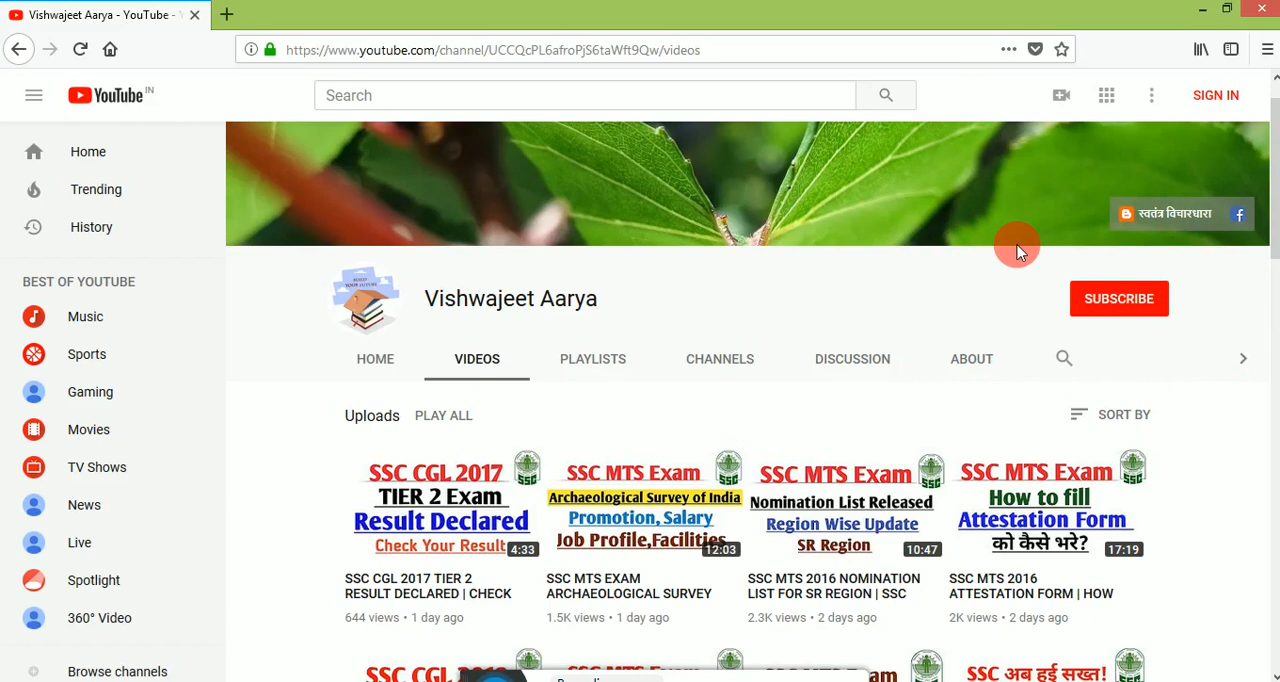 Vishwajeet Aarya - YouTube -
https://www.youtube.com/channel/UCCQcPL6afroPjS6taWft9Qw/videos
YouTube IN
Search
SIGN IN
Home
Trending
History
BEST OF YOUTUBE
Music
Sports
Gaming
Movies
TV Shows
News
Live
Spotlight
360° Video
Browse channels
स्वतंत्र विचारधारा
Vishwajeet Aarya
SUBSCRIBE
HOME VIDEOS PLAYLISTS CHANNELS DISCUSSION ABOUT
Uploads PLAY ALL
SORT BY
SSC CGL 2017
TIER 2 Exam
Result Declared
Check Your Result
4:33
SSC CGL 2017 TIER 2
RESULT DECLARED | CHECK
644 views • 1 day ago
SSC MTS Exam
Archaeological Survey of India
Promotion, Salary
Job Profile,Facilities
12:03
SSC MTS EXAM
ARCHAEOLOGICAL SURVEY
1.5K views • 1 day ago
SSC MTS Exam
Nomination List Released
Region Wise Update
SR Region
10:47
SSC MTS 2016 NOMINATION
LIST FOR SR REGION | SSC
2.3K views • 2 days ago
SSC MTS Exam
How to fill
Attestation Form
को कैसे भरे?
17:19
SSC MTS 2016
ATTESTATION FORM | HOW
2K views • 2 days ago
SSC अब हुई सख्त!